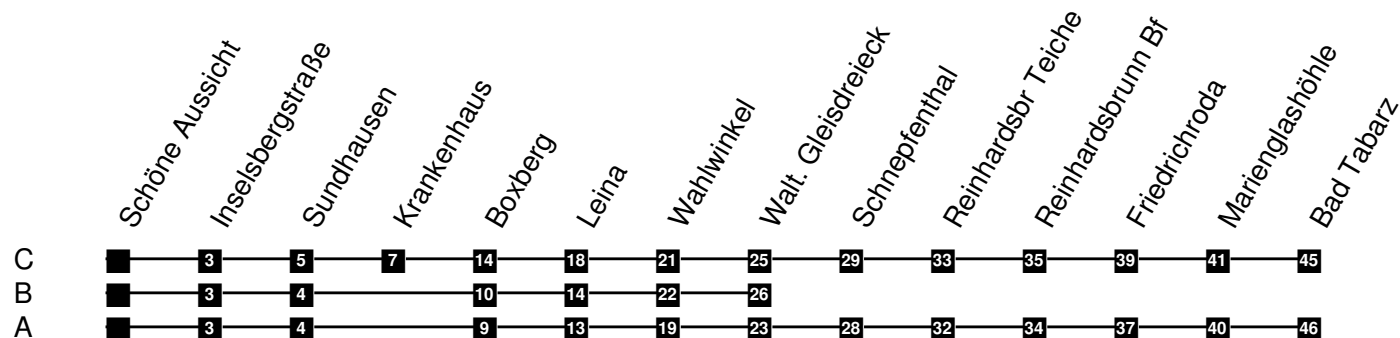 Schöne Aussicht
Inselsbergstraße
Sundhausen
Krankenhaus
Boxberg
Leina
Wahlwinkel
Walt. Gleisdreieck
Schnepfenthal
Reinhardsbr Teiche
Reinhardsbrunn Bf
Friedrichroda
Marienglashöhle
Bad Tabarz
C 3 5 7 14 18 21 25 29 33 35 39 41 45
B 3 4 10 14 22 26
A 3 4 9 13 19 23 28 32 34 37 40 46